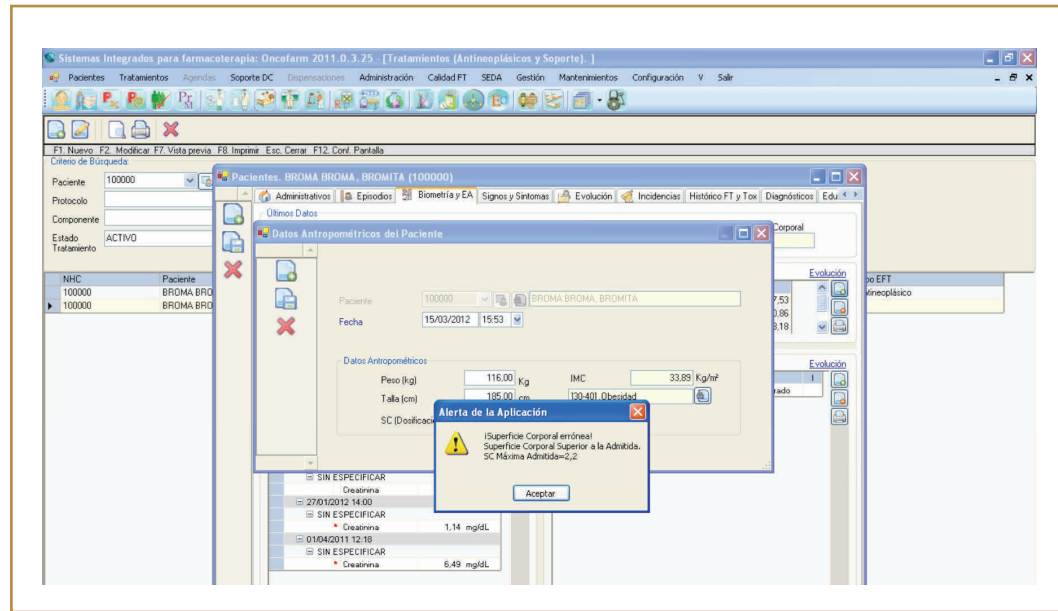 Sistemas Integrados para farmacoterapia: Oncofarm 2011.0.3.25 - [Tratamientos (Antineoplásicos y Soporte). ]
Pacientes Tratamientos Agendas Soporte DC Dispensaciones Administración Calidad FT SEDA Gestión Mantenimientos Configuración V Salir
F1. Nuevo F2. Modificar F7. Vista previa F8. Imprimir Esc. Cerrar F12. Conf. Pantalla
Criterio de Búsqueda:
Paciente 100000
Protocolo
Componente
Estado Tratamiento ACTIVO
NHC Paciente
100000 BROMA BRO
100000 BROMA BRO
po EFT
ntineoplásico
Pacientes. BROMA BROMA, BROMITA (100000)
Administrativos Episodios Biometría y EA Signos y Sintomas Evolución Incidencias Histórico FT y Tox Diagnósticos Edu
Últimos Datos
Corporal
Evolución
7,53
0,86
3,18
Evolución
I
rado
Datos Antropométricos del Paciente
Paciente 100000 BROMA BROMA, BROMITA
Fecha 15/03/2012 15:53
Datos Antropométricos
Peso (kg) 116,00 Kg IMC 33,89 Kg/m²
Talla (cm) 185,00 cm 130-401 .Obesidad
SC (Dosificaci
Alerta de la Aplicación
¡Superficie Corporal errónea!
Superficie Corporal Superior a la Admitida.
SC Máxima Admitida=2,2
Aceptar
SIN ESPECIFICAR
Creatinina
27/01/2012 14:00
SIN ESPECIFICAR
* Creatinina 1,14 mg/dL
01/04/2011 12:18
SIN ESPECIFICAR
* Creatinina 6,49 mg/dL